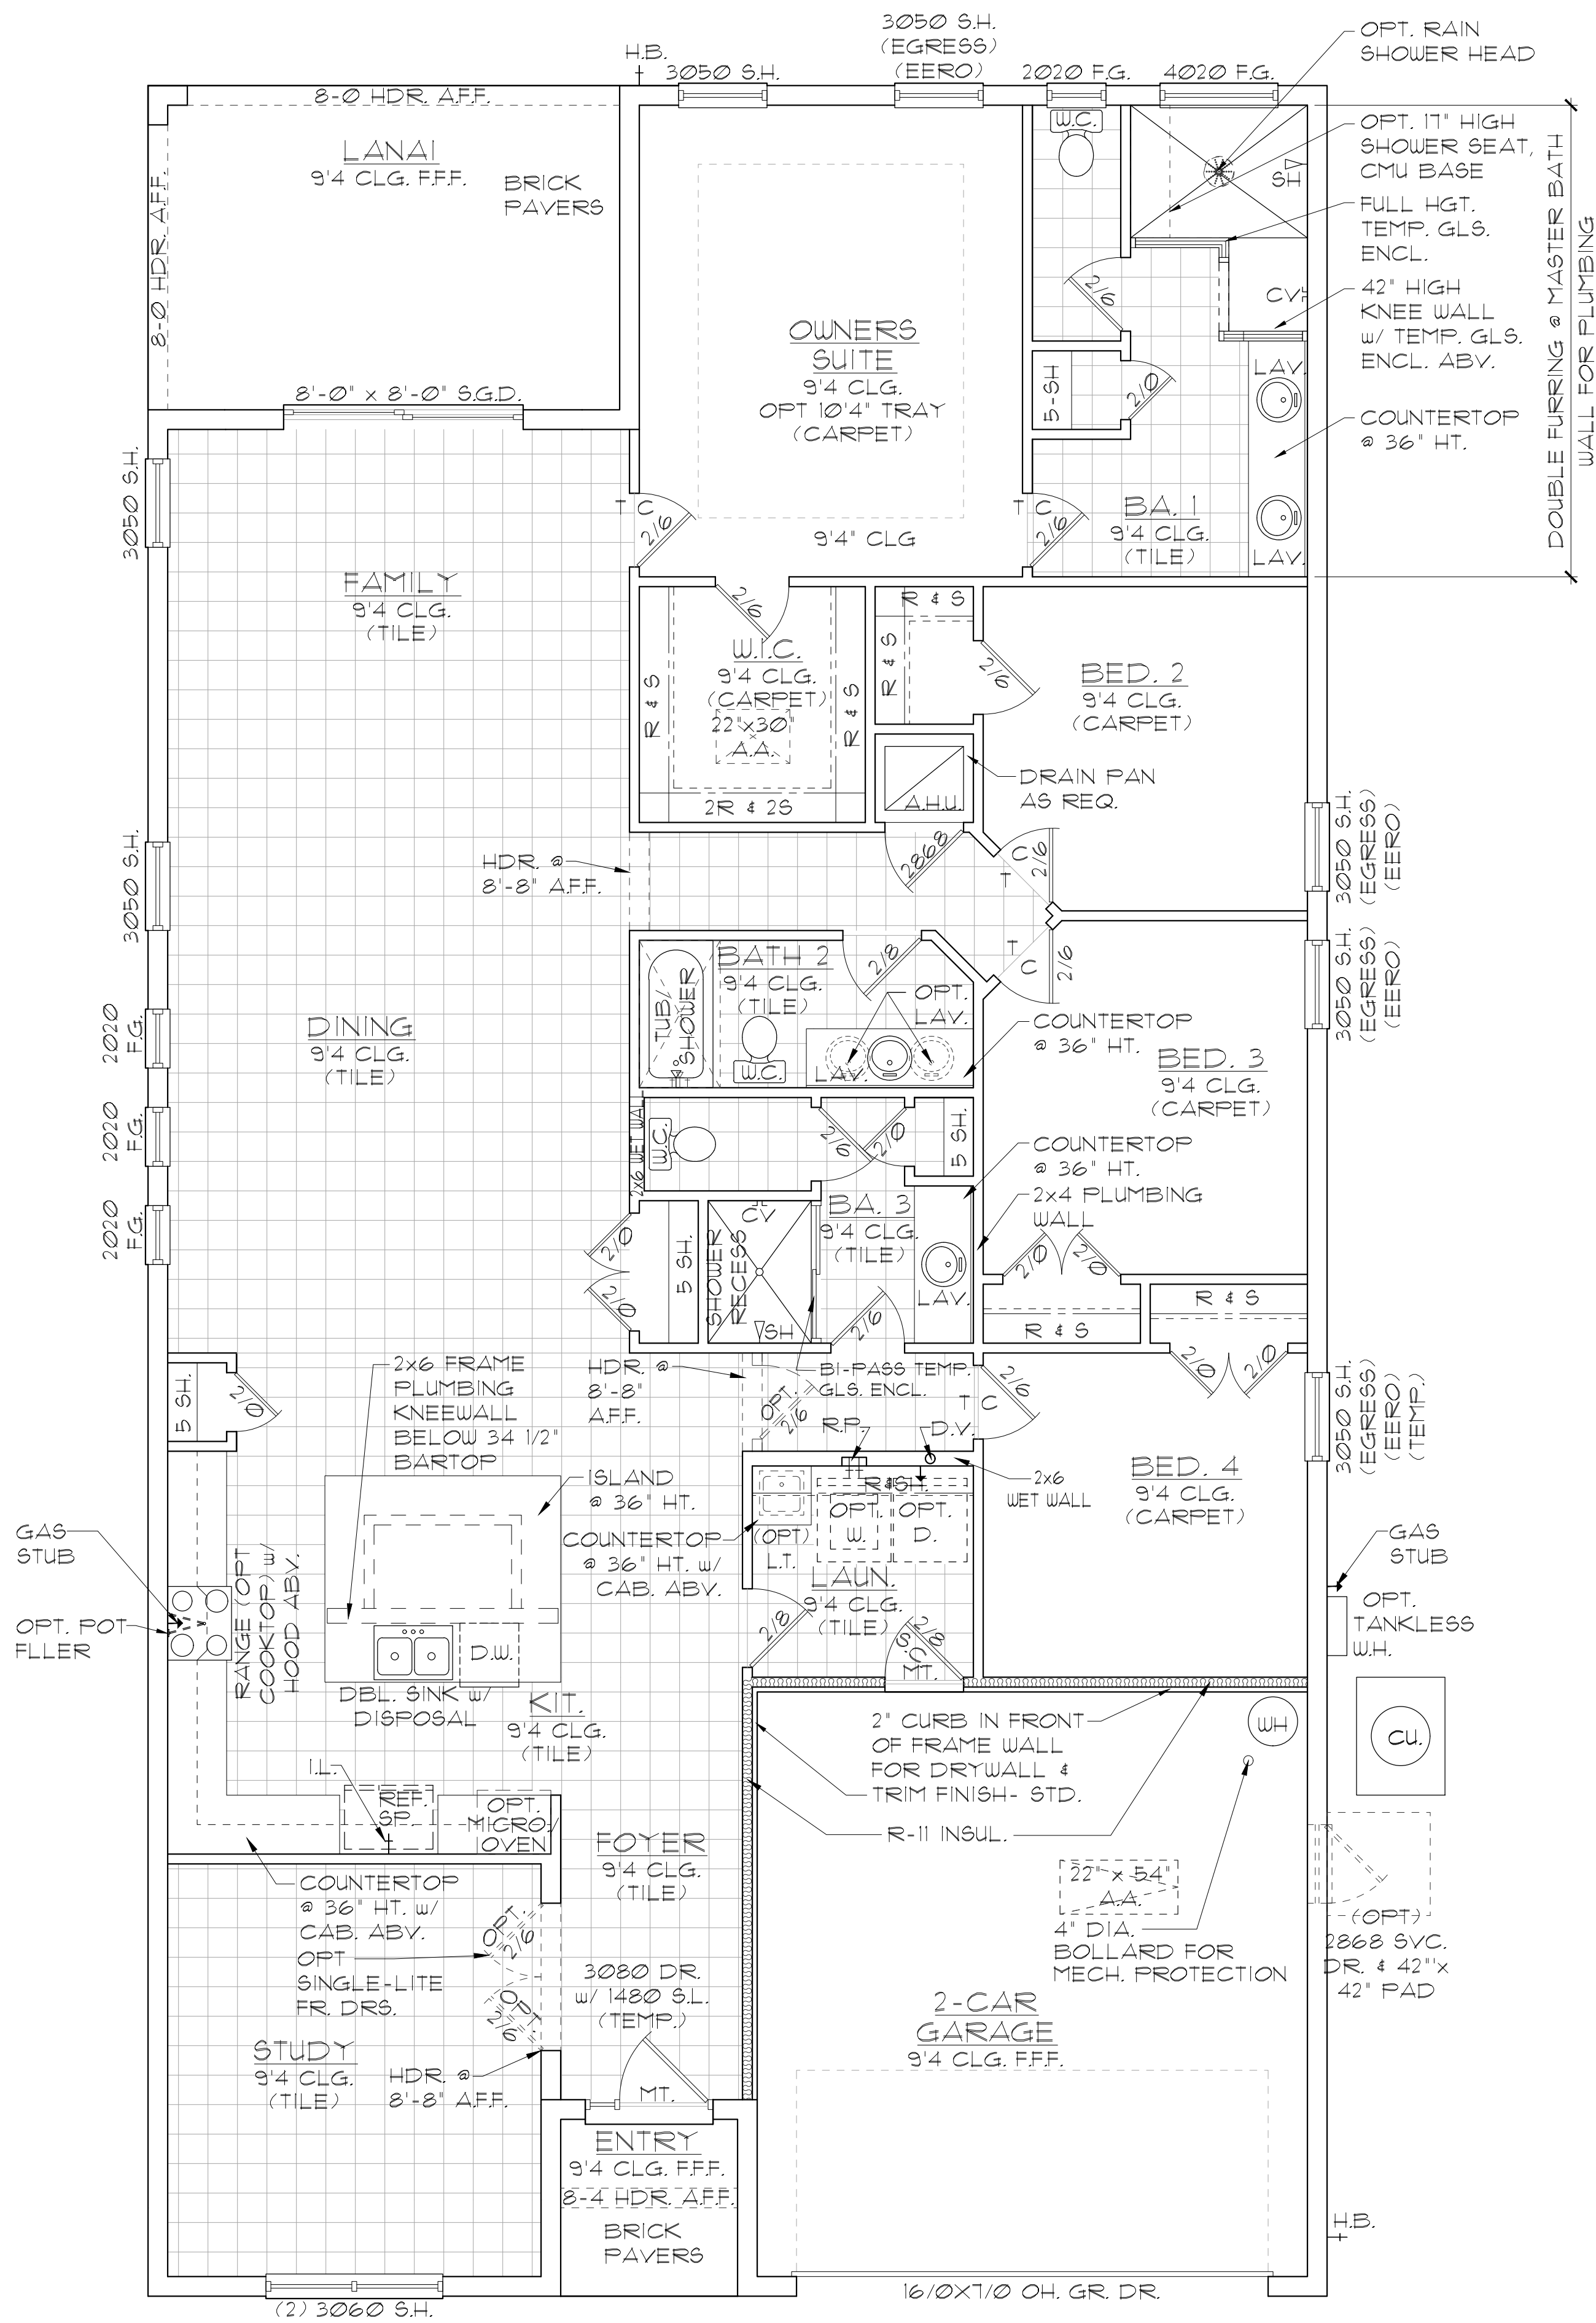 3050 S.H.
(EGRESS)
(EERO)
OPT. RAIN
SHOWER HEAD
H.B.
3050 S.H.
2020 F.G.
4020 F.G.
8-0 HDR. A.F.F.
8-0 HDR. A.F.F.
LANAI
9'4 CLG. F.F.F.
BRICK
PAVERS
W.C.
SH
OPT. 17" HIGH
SHOWER SEAT,
CMU BASE
FULL HGT.
TEMP. GLS.
ENCL.
42" HIGH
KNEE WALL
w/ TEMP. GLS.
ENCL. ABV.
DOUBLE FURRING @ MASTER BATH
WALL FOR PLUMBING
2/6
CV
OWNERS
SUITE
9'4 CLG.
OPT 10'4" TRAY
(CARPET)
5-SH
2/0
LAV.
COUNTERTOP
@ 36" HT.
8'-0" x 8'-0" S.G.D.
3050 S.H.
T C
2/6
9'4" CLG
T C
2/6
BA. 1
9'4 CLG.
(TILE)
LAV.
FAMILY
9'4 CLG.
(TILE)
2/6
R & S
R & S
W.I.C.
9'4 CLG.
(CARPET)
22"x30"
A.A.
R & S
R & S
2R & 2S
2/6
BED. 2
9'4 CLG.
(CARPET)
DRAIN PAN
AS REQ.
A.H.U.
3050 S.H.
HDR. @
8'-8" A.F.F.
2868
C
T
2/6
3050 S.H.
(EGRESS)
(EERO)
T
C
2/6
3050 S.H.
(EGRESS)
(EERO)
BATH 2
9'4 CLG.
(TILE)
TUB/
SHOWER
2/8
OPT.
LAV.
W.C.
LAV.
COUNTERTOP
@ 36" HT.
BED. 3
9'4 CLG.
(CARPET)
DINING
9'4 CLG.
(TILE)
2020
F.G.
2020
F.G.
2020
F.G.
2x6 WET WALL
W.C.
2/6
2/0
5 SH.
COUNTERTOP
@ 36" HT.
2x4 PLUMBING
WALL
BA. 3
9'4 CLG.
(TILE)
2/0
2/0
5 SH.
SHOWER
RECESS
CV
SH
LAV.
2/6
2/0
2/0
R & S
R & S
2/0
2/0
2x6 FRAME
PLUMBING
KNEEWALL
BELOW 34 1/2"
BARTOP
HDR. @
8'-8"
A.F.F.
BI-PASS TEMP.
GLS. ENCL.
OPT.
2/6
T C
2/6
R.P.
D.V.
3050 S.H.
(EGRESS)
(EERO)
(TEMP.)
5 SH.
2/0
ISLAND
@ 36" HT.
R&SH.
2x6
WET WALL
BED. 4
9'4 CLG.
(CARPET)
GAS
STUB
OPT. POT
FLLER
RANGE (OPT
COOKTOP) w/
HOOD ABV.
COUNTERTOP
@ 36" HT. w/
CAB. ABV.
(OPT)
L.T.
OPT.
W.
OPT.
D.
LAUN.
9'4 CLG.
(TILE)
GAS
STUB
OPT.
TANKLESS
W.H.
D.W.
DBL. SINK w/
DISPOSAL
2/8
2/8
S.C.
MT.
KIT.
9'4 CLG.
(TILE)
2" CURB IN FRONT
OF FRAME WALL
FOR DRYWALL &
TRIM FINISH- STD.
WH
CU.
I.L.
REF.
SP.
OPT.
MICRO/
OVEN
R-11 INSUL.
FOYER
9'4 CLG.
(TILE)
22" x 54"
A.A.
COUNTERTOP
@ 36" HT. w/
CAB. ABV.
OPT
SINGLE-LITE
FR. DRS.
OPT.
2/6
OPT
2/6
4" DIA.
BOLLARD FOR
MECH. PROTECTION
(OPT)
2868 SVC.
DR. & 42"x
42" PAD
3080 DR.
w/ 1480 S.L.
(TEMP.)
2-CAR
GARAGE
9'4 CLG. F.F.F.
STUDY
9'4 CLG.
(TILE)
HDR. @
8'-8" A.F.F.
MT.
ENTRY
9'4 CLG. F.F.F.
8-4 HDR. A.F.F.
BRICK
PAVERS
H.B.
(2) 3060 S.H.
16/0X7/0 OH. GR. DR.